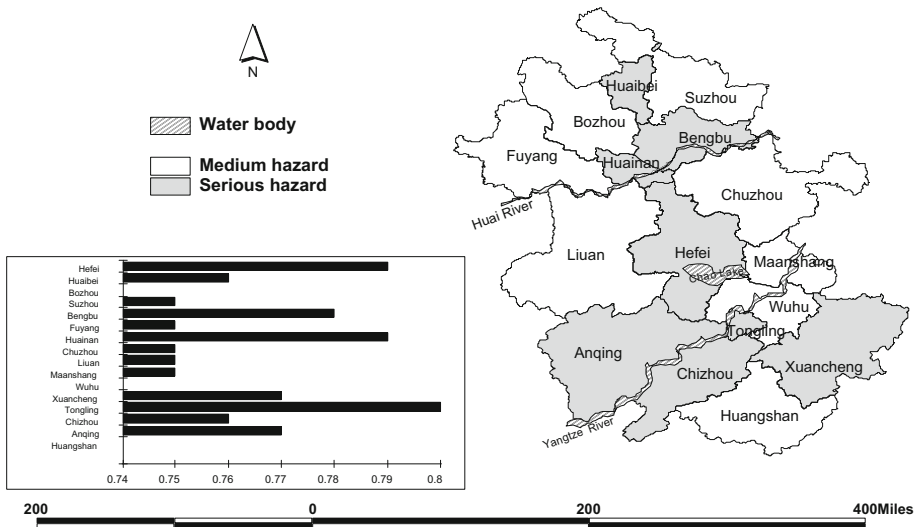 N
Water body
Medium hazard
Serious hazard
Huaibei
Suzhou
Bozhou
Bengbu
Fuyang
Huainan
Chuzhou
Huai River
Liuan
Hefei
Maanshang
Chao Lake
Wuhu
Tongling
Anqing
Chizhou
Xuancheng
Huangshan
Yangtze River
Hefei
Huaibei
Bozhou
Suzhou
Bengbu
Fuyang
Huainan
Chuzhou
Liuan
Maanshang
Wuhu
Xuancheng
Tongling
Chizhou
Anqing
Huangshan
0.74 0.75 0.76 0.77 0.78 0.79 0.8
200 0 200 400Miles